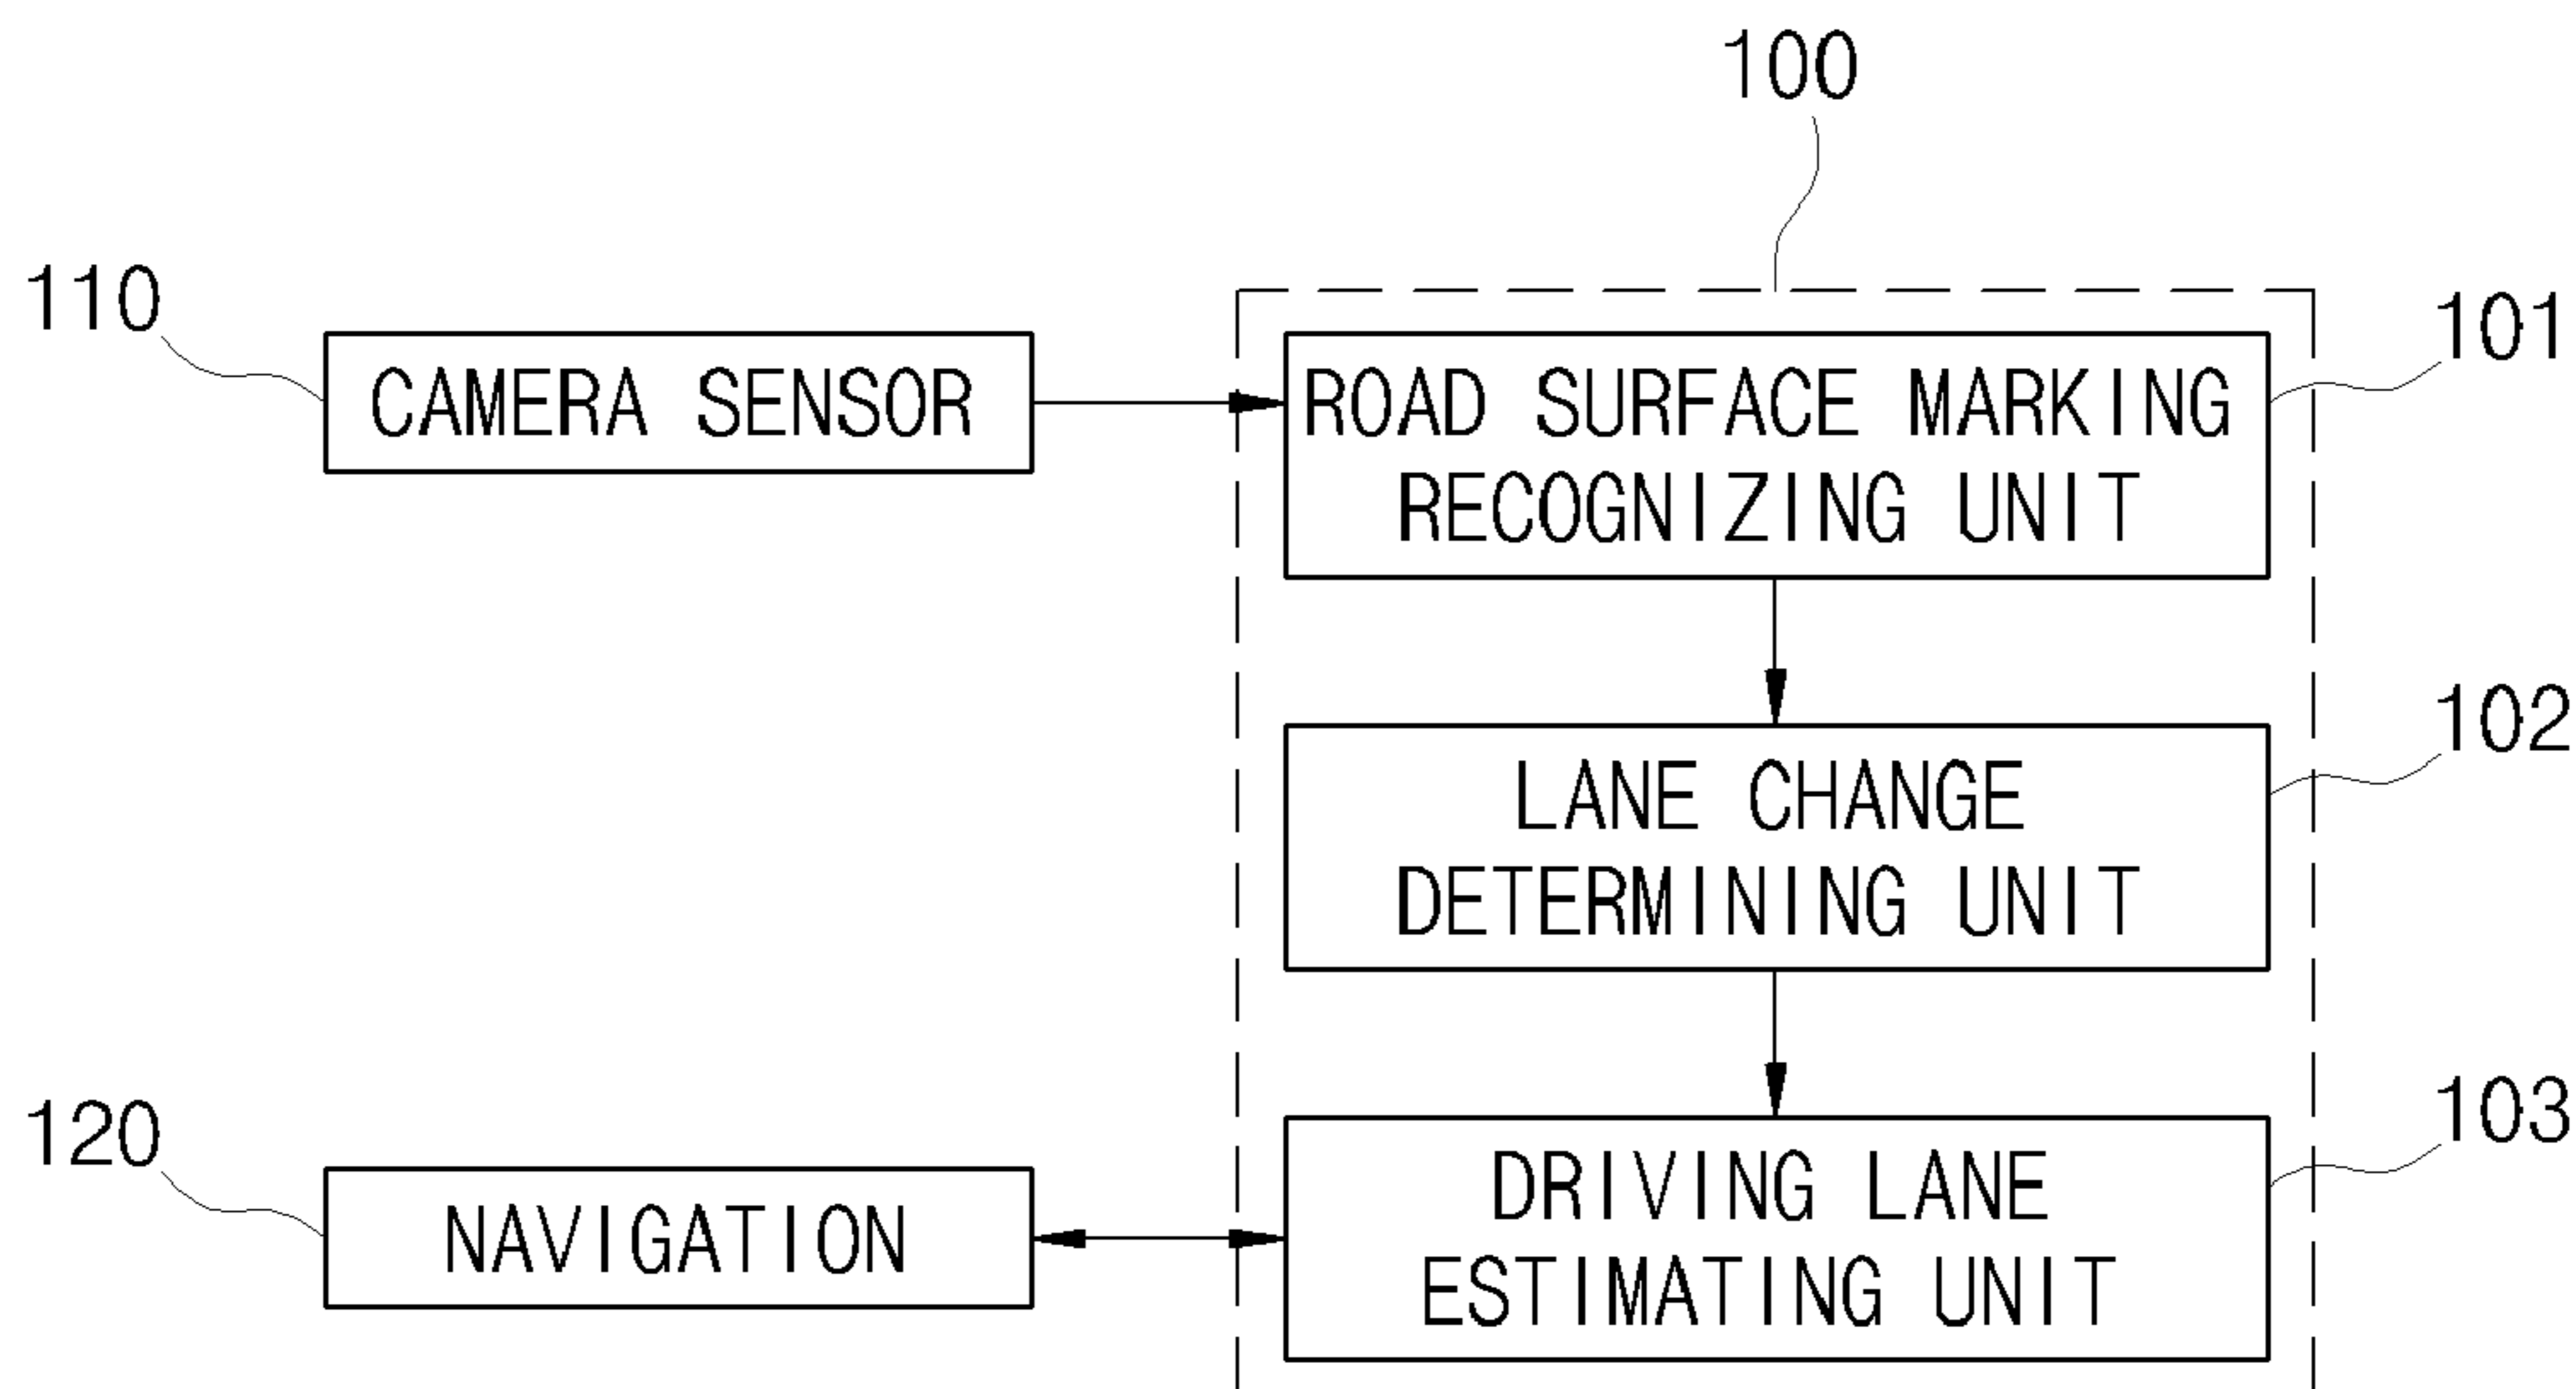 100
110
CAMERA SENSOR
101
ROAD SURFACE MARKING
RECOGNIZING UNIT
102
LANE CHANGE
DETERMINING UNIT
120
NAVIGATION
103
DRIVING LANE
ESTIMATING UNIT